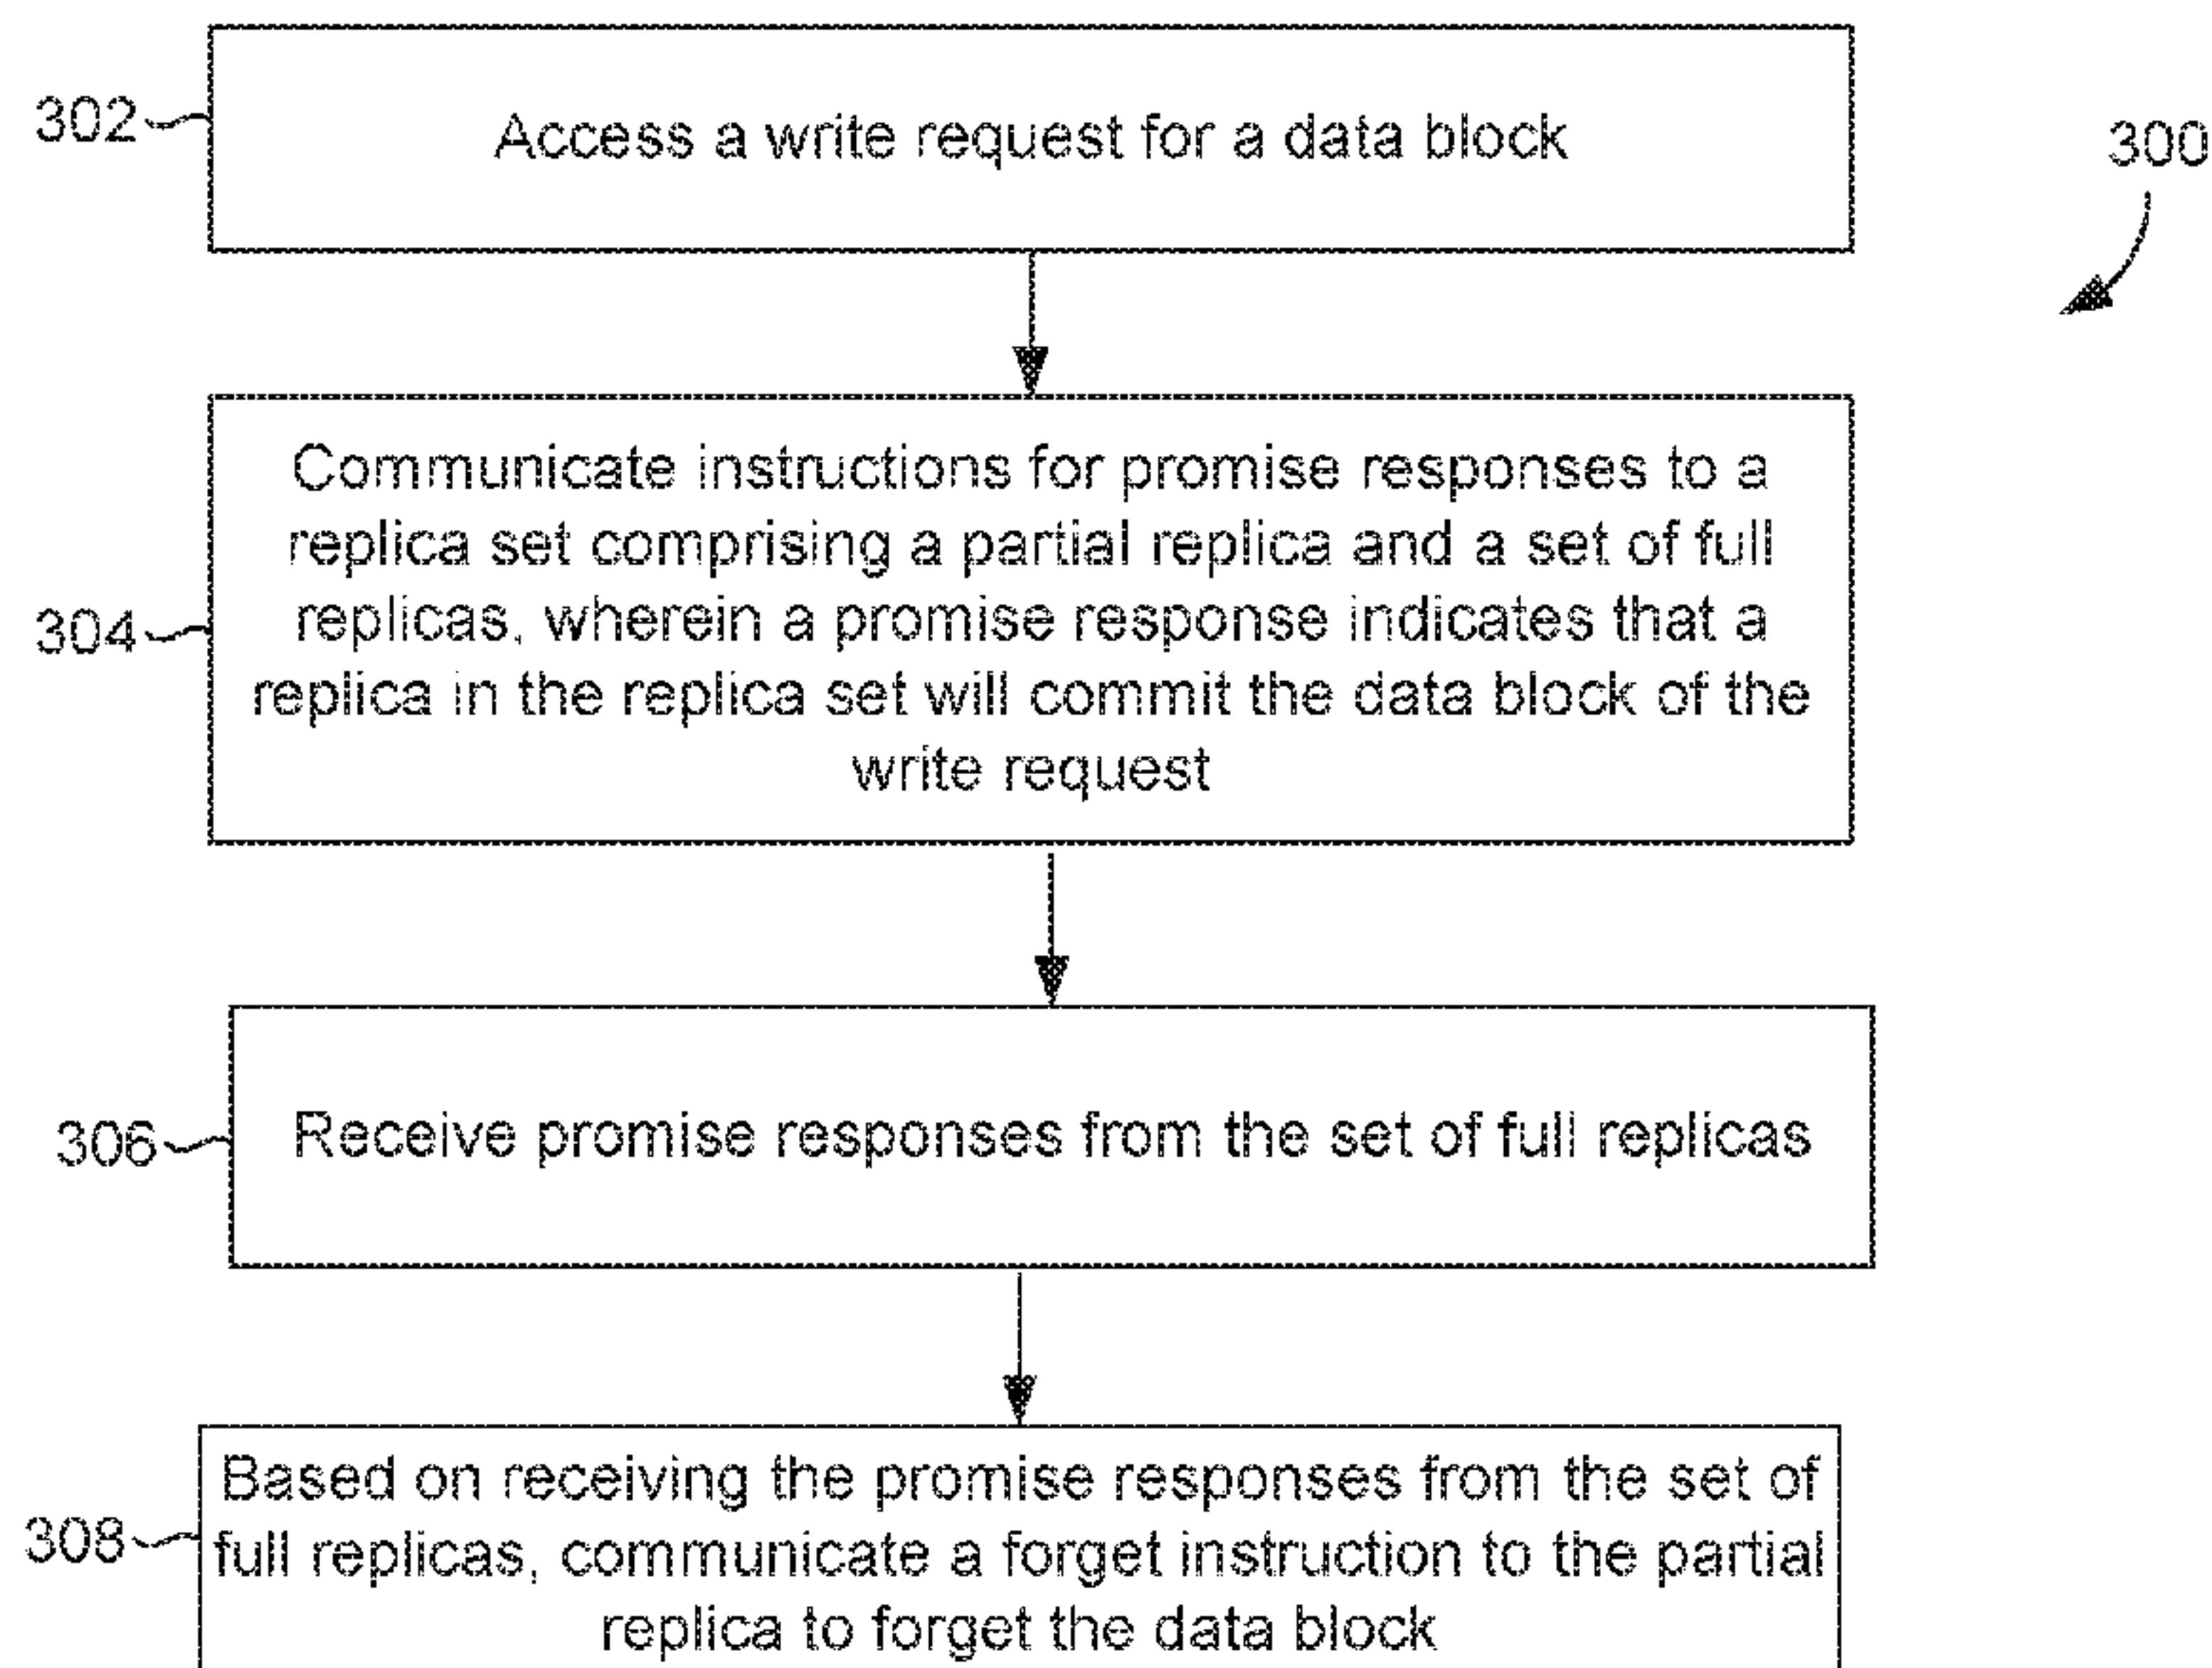 302
Access a write request for a data block
300
Communicate instructions for promise responses to a
replica set comprising a partial replica and a set of full
replicas, wherein a promise response indicates that a
304
replica in the replica set will commit the data block of the
write request
306
Receive promise responses from the set of full replicas
Based on receiving the promise responses from the set of
308
full replicas, communicate a forget instruction to the partial
replica to forget the data block